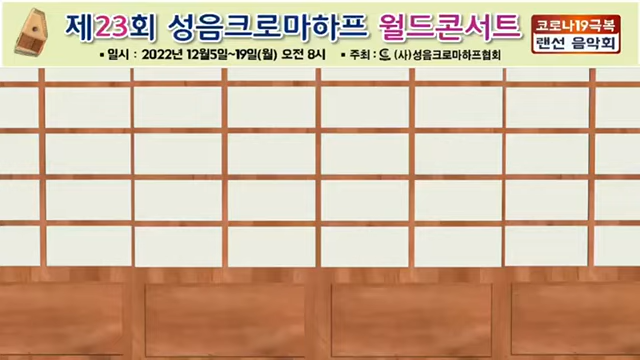 제23회 성음크로마하프 월드콘서트
코로나19극복
랜선 음악회
▪일시 : 2022년 12월5일~19일(월) 오전 8시 ▪주최 : (사)성음크로마하프협회